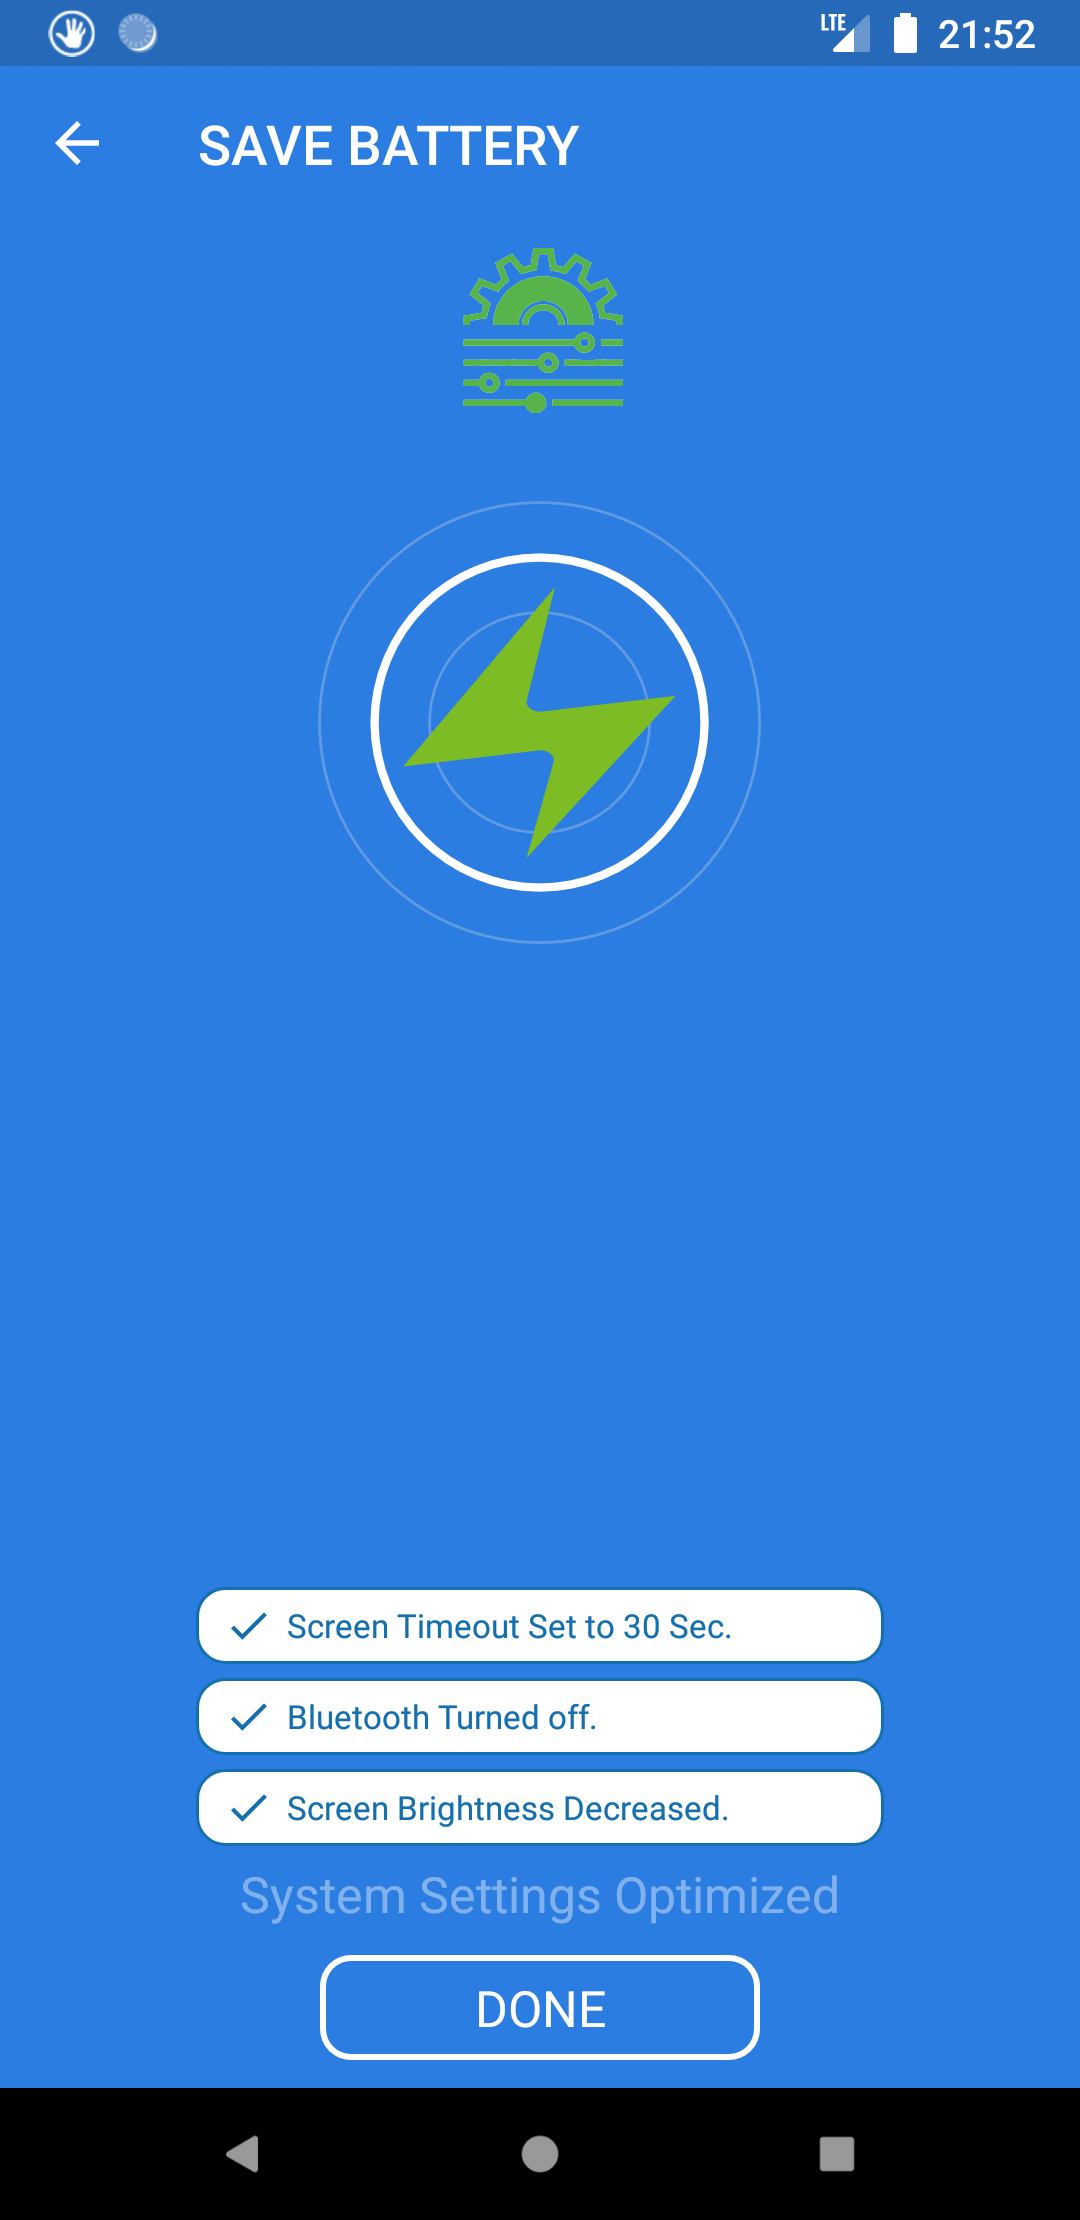 LTE 21:52
SAVE BATTERY
Screen Timeout Set to 30 Sec.
Bluetooth Turned off.
Screen Brightness Decreased.
System Settings Optimized
DONE